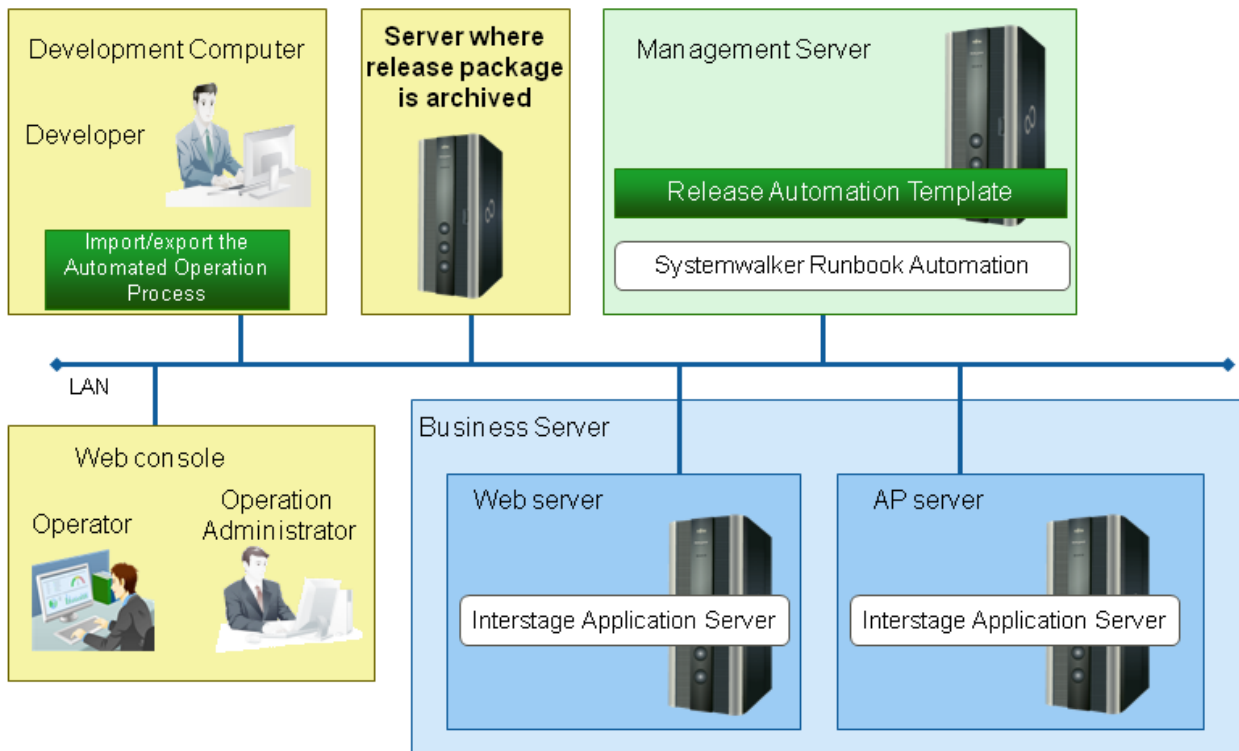 Development Computer
Developer
Import/export the
Automated Operation
Process
Server where
release package
is archived
Management Server
Release Automation Template
Systemwalker Runbook Automation
LAN
Web console
Operator
Operation
Administrator
Business Server
Web server
Interstage Application Server
AP server
Interstage Application Server